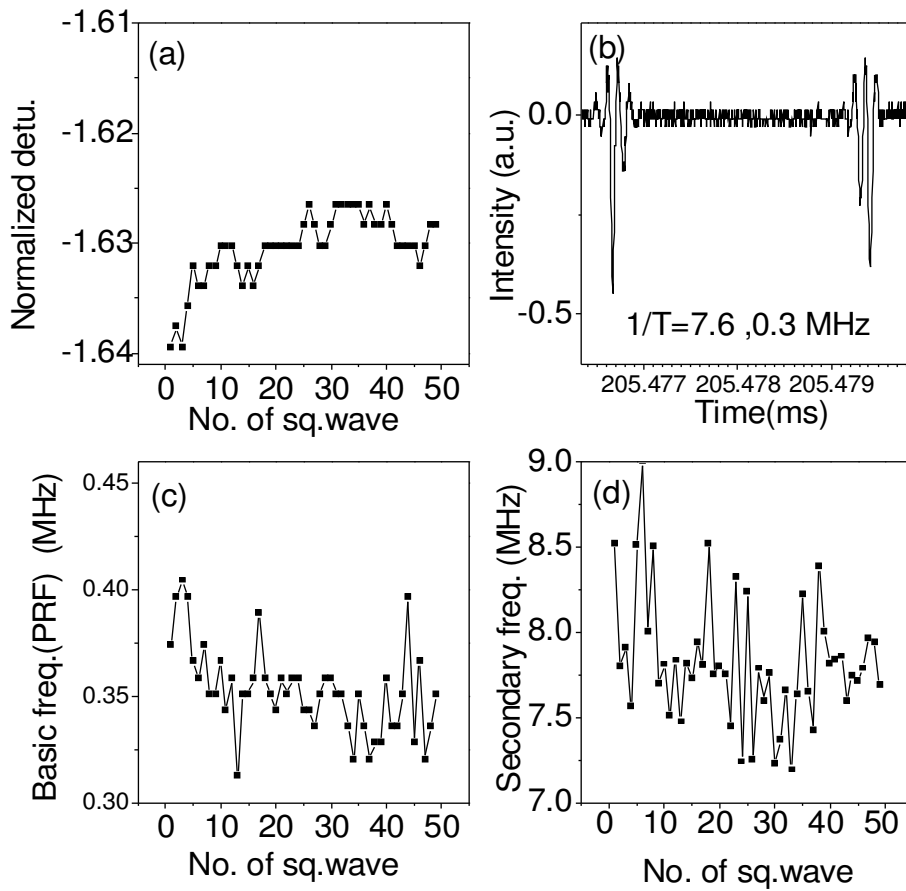 (a)
Normalized detu.
-1.61
-1.62
-1.63
-1.64
0 10 20 30 40 50
No. of sq.wave
(b)
Intensity (a.u.)
0.0
-0.5
1/T=7.6 ,0.3 MHz
205.477 205.478 205.479
Time(ms)
(c)
Basic freq.(PRF) (MHz)
0.45
0.40
0.35
0.30
0 10 20 30 40 50
No. of sq.wave
(d)
Secondary freq. (MHz)
9.0
8.5
8.0
7.5
7.0
0 10 20 30 40 50
No. of sq.wave